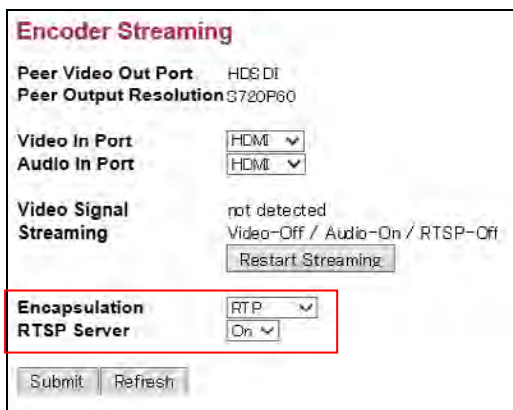 Encoder Streaming
Peer Video Out Port HDSDI
Peer Output Resolution S720P60
Video In Port HDMI
Audio In Port HDMI
Video Signal not detected
Streaming Video-Off / Audio-On / RTSP-Off
Restart Streaming
Encapsulation RTP
RTSP Server On
Submit Refresh